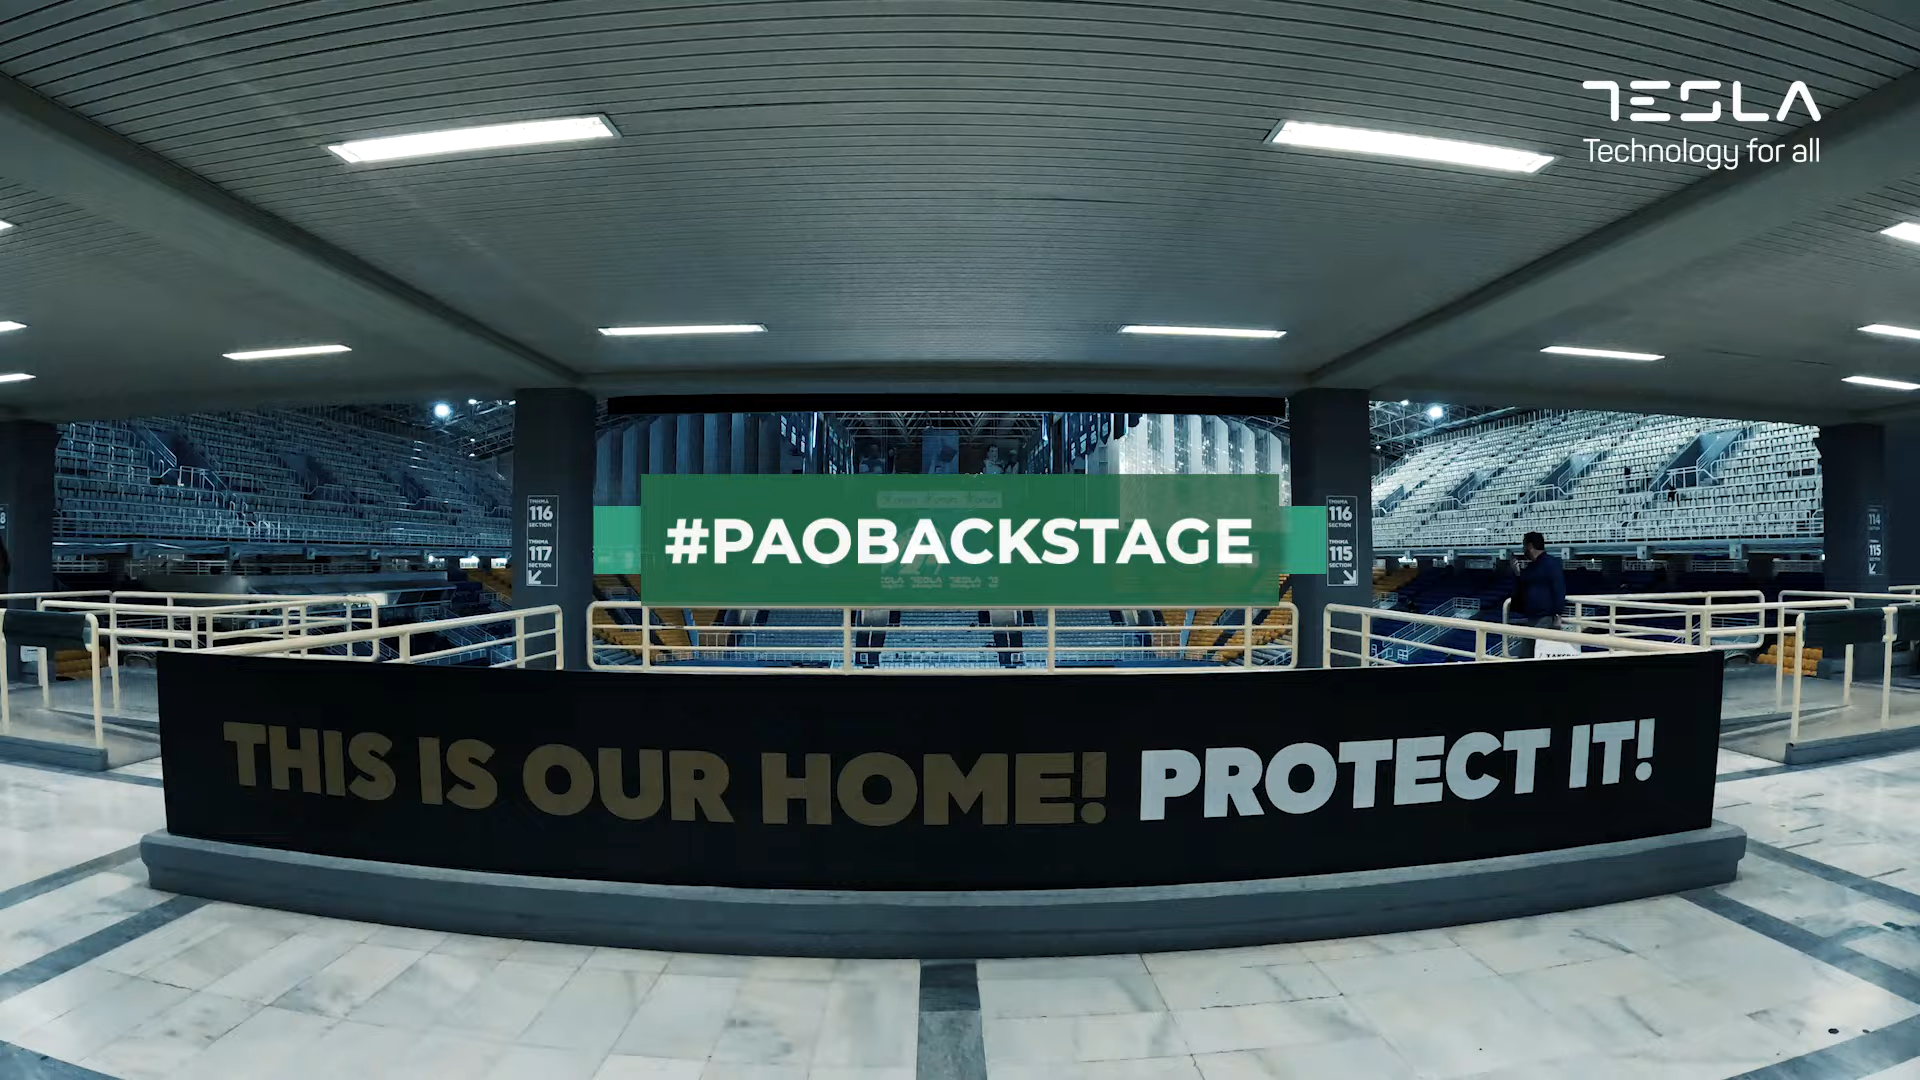 TESLA
Technology for all
ΤΜΗΜΑ
116
SECTION
ΤΜΗΜΑ
117
SECTION
#PAOBACKSTAGE
ΤΜΗΜΑ
116
SECTION
ΤΜΗΜΑ
115
SECTION
114
115
THIS IS OUR HOME! PROTECT IT!